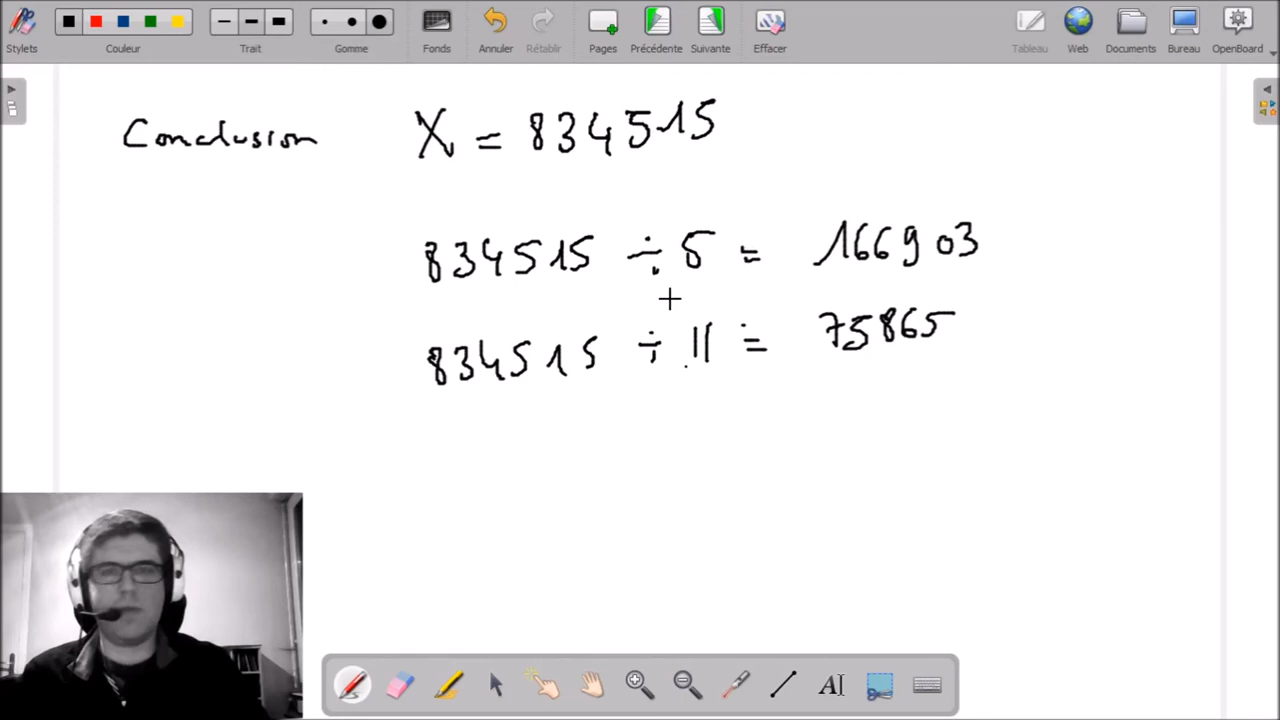 Stylets Couleur Trait Gomme Fonds Annuler Rétablir Pages Précédente Suivante Effacer Tableau Web Documents Bureau OpenBoard
Conclusion X = 834515
834515 ÷ 5 = 166903
834515 ÷ 11 = 75865
AI